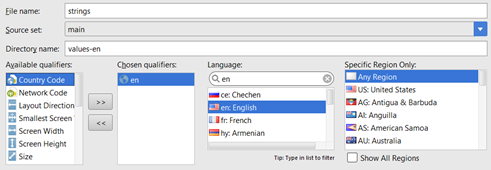 File name: strings
Source set: main
Directory name: values-en
Available qualifiers: Chosen qualifiers: Language: Specific Region Only:
Country Code
Network Code
Layout Direction
Smallest Screen
Screen Width
Screen Height
Size
>>
<<
en
en
ce: Chechen
en: English
fr: French
hy: Armenian
Tip: Type in list to filter
Any Region
US: United States
AG: Antigua & Barbuda
AI: Anguilla
AS: American Samoa
AU: Australia
Show All Regions